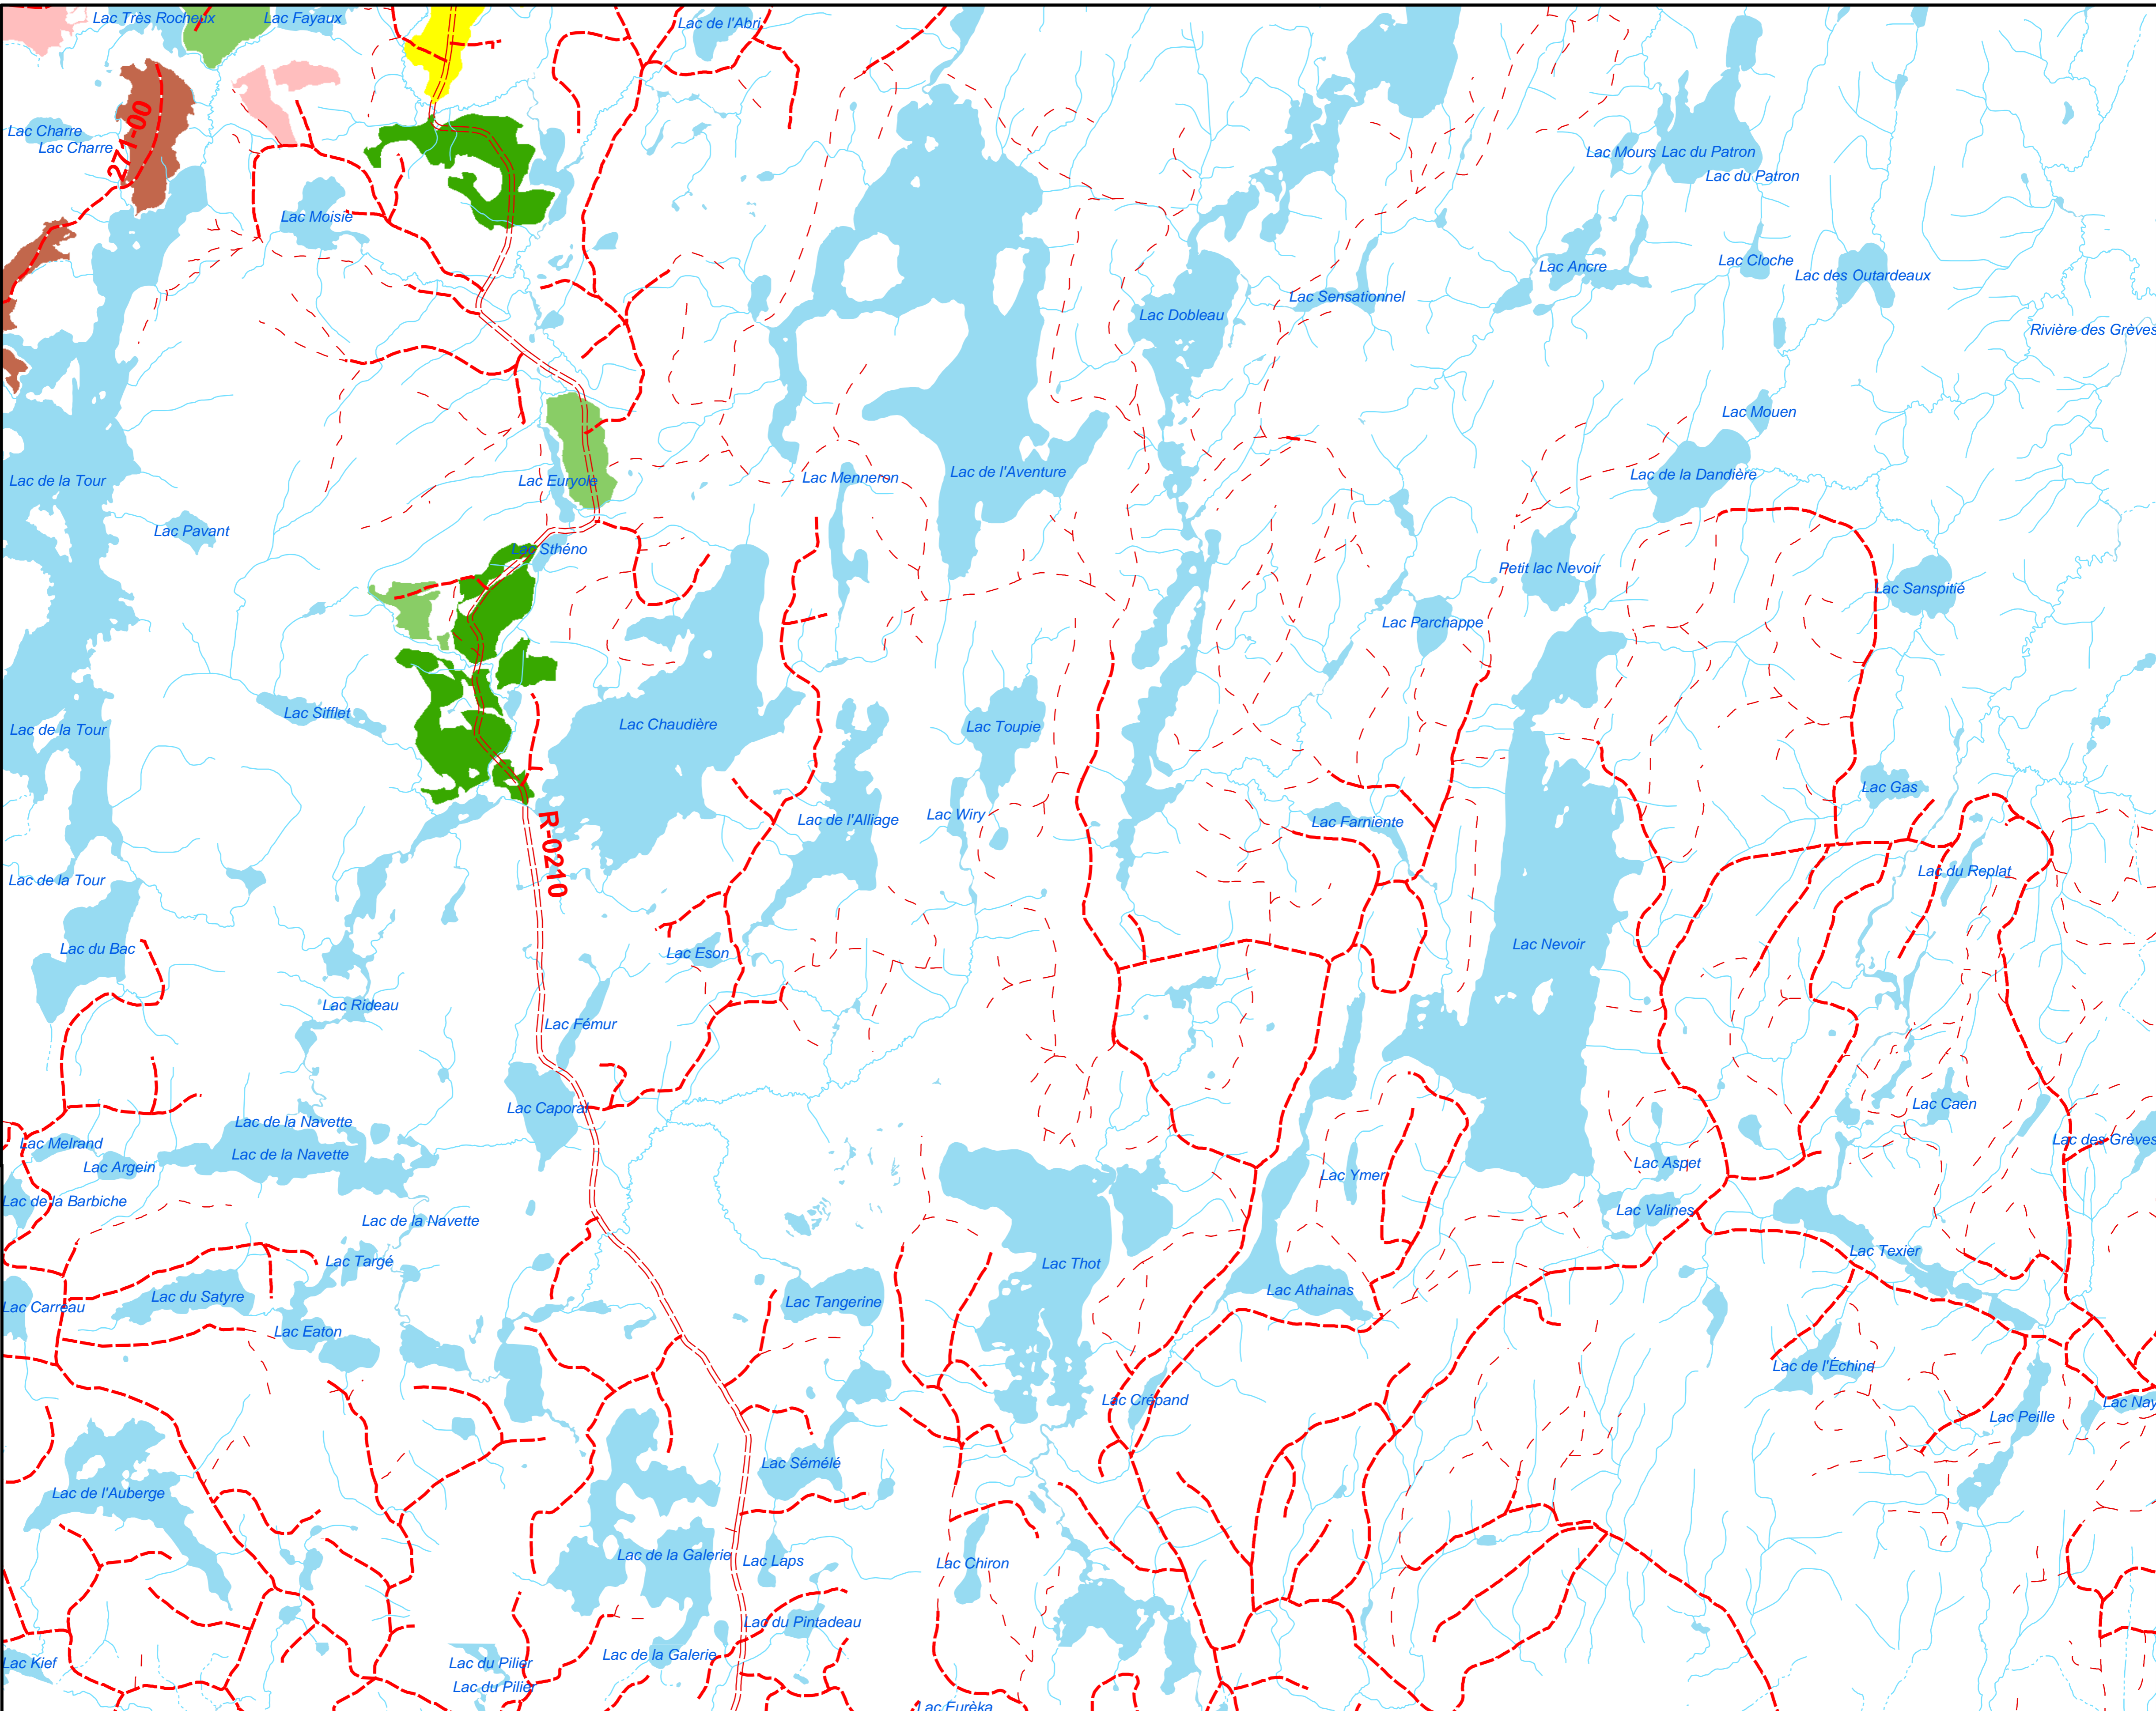 Lac Très Rocheux
Lac Fayaux
Lac de l'Abri
Lac Charre
Lac Charre
Lac Mours
Lac du Patron
Lac du Patron
Lac Moisie
Lac Ancre
Lac Cloche
Lac des Outardeaux
Lac Sensationnel
Lac Dobleau
Rivière des Grèves
Lac Mouen
Lac de la Tour
Lac Euryole
Lac Menneron
Lac de l'Aventure
Lac de la Dandière
Lac Pavant
Lac Sthéno
Petit lac Nevoir
Lac Sanspitié
Lac Parchappe
Lac Sifflet
Lac de la Tour
Lac Chaudière
Lac Toupie
Lac Gas
R-0210
Lac de l'Alliage
Lac Wiry
Lac Farniente
Lac de la Tour
Lac du Replat
Lac du Bac
Lac Eson
Lac Nevoir
Lac Rideau
Lac Fémur
Lac Caporal
Lac Caen
Lac de la Navette
Lac Melrand
Lac de la Navette
Lac Argein
Lac des Grèves
Lac Aspet
Lac Ymer
Lac de la Barbiche
Lac Valines
Lac de la Navette
Lac Targé
Lac Thot
Lac Texier
Lac Carreau
Lac du Satyre
Lac Tangerine
Lac Athainas
Lac Eaton
Lac de l'Échine
Lac Crépand
Lac Nay
Lac Peille
Lac Sémélé
Lac de l'Auberge
Lac de la Galerie
Lac Laps
Lac Chiron
Lac du Pintadeau
Lac de la Galerie
Lac Kief
Lac du Pilier
Lac du Pilier
Lac Eurêka